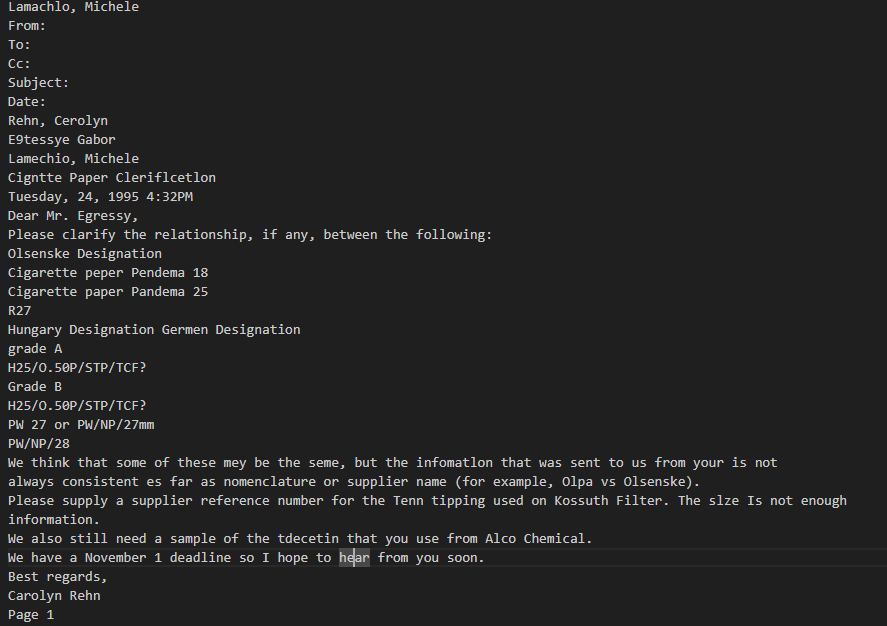 Lamachlo, Michele
From:
To:
Cc:
Subject:
Date:
Rehn, Cerolyn
E9tessye Gabor
Lamechio, Michele
Cigntte Paper Cleriflcetlon
Tuesday, 24, 1995 4:32PM
Dear Mr. Egressy,
Please clarify the relationship, if any, between the following:
Olsenske Designation
Cigarette peper Pendema 18
Cigarette paper Pandema 25
R27
Hungary Designation Germen Designation
grade A
H25/O.50P/STP/TCF?
Grade B
H25/O.50P/STP/TCF?
PW 27 or PW/NP/27mm
PW/NP/28
We think that some of these mey be the seme, but the infomatlon that was sent to us from your is not
always consistent es far as nomenclature or supplier name (for example, Olpa vs Olsenske).
Please supply a supplier reference number for the Tenn tipping used on Kossuth Filter. The slze Is not enough
information.
We also still need a sample of the tdecetin that you use from Alco Chemical.
We have a November 1 deadline so I hope to hear from you soon.
Best regards,
Carolyn Rehn
Page 1